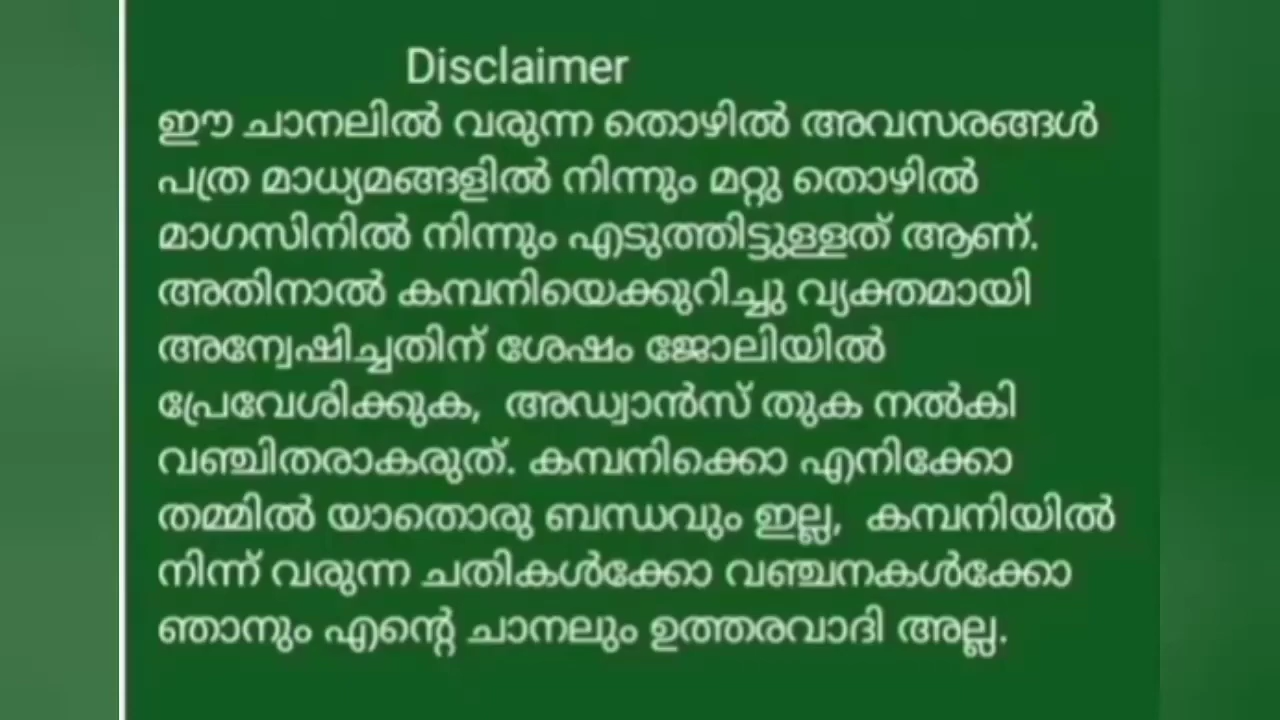 Disclaimer
ഈ ചാനലിൽ വരുന്ന തൊഴിൽ അവസരങ്ങൾ
പത്ര മാധ്യമങ്ങളിൽ നിന്നും മറ്റു തൊഴിൽ
മാഗസിനിൽ നിന്നും എടുത്തിട്ടുള്ളത് ആണ്.
അതിനാൽ കമ്പനിയെക്കുറിച്ചു വ്യക്തമായി
അന്വേഷിച്ചതിന് ശേഷം ജോലിയിൽ
പ്രേവേശിക്കുക, അഡ്വാൻസ് തുക നൽകി
വഞ്ചിതരാകരുത്. കമ്പനിക്കൊ എനിക്കോ
തമ്മിൽ യാതൊരു ബന്ധവും ഇല്ല, കമ്പനിയിൽ
നിന്ന് വരുന്ന ചതികൾക്കോ വഞ്ചനകൾക്കോ
ഞാനും എന്റെ ചാനലും ഉത്തരവാദി അല്ല.